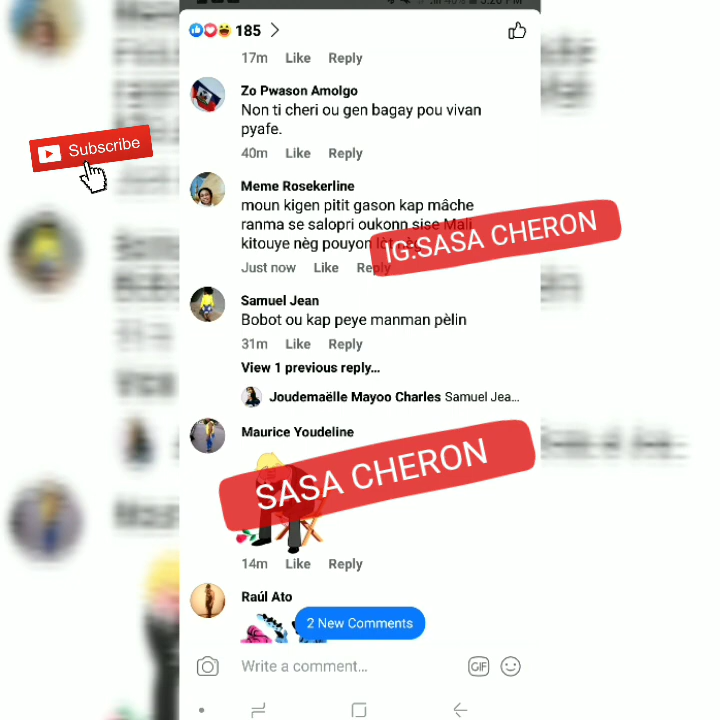 185
17m Like Reply
Zo Pwason Amolgo
Non ti cheri ou gen bagay pou vivan
pyafe.
40m Like Reply
Subscribe
Meme Rosekerline
moun kigen pitit gason kap mâche
ranma se salopri oukonn sise Mali
kitouye nèg pouyon lòt nèg
IG:SASA CHERON
Just now Like Reply
Samuel Jean
Bobot ou kap peye manman pèlin
31m Like Reply
View 1 previous reply...
Joudemaëlle Mayoo Charles Samuel Jea...
Maurice Youdeline
SASA CHERON
14m Like Reply
Raúl Ato
2 New Comments
Write a comment...
GIF